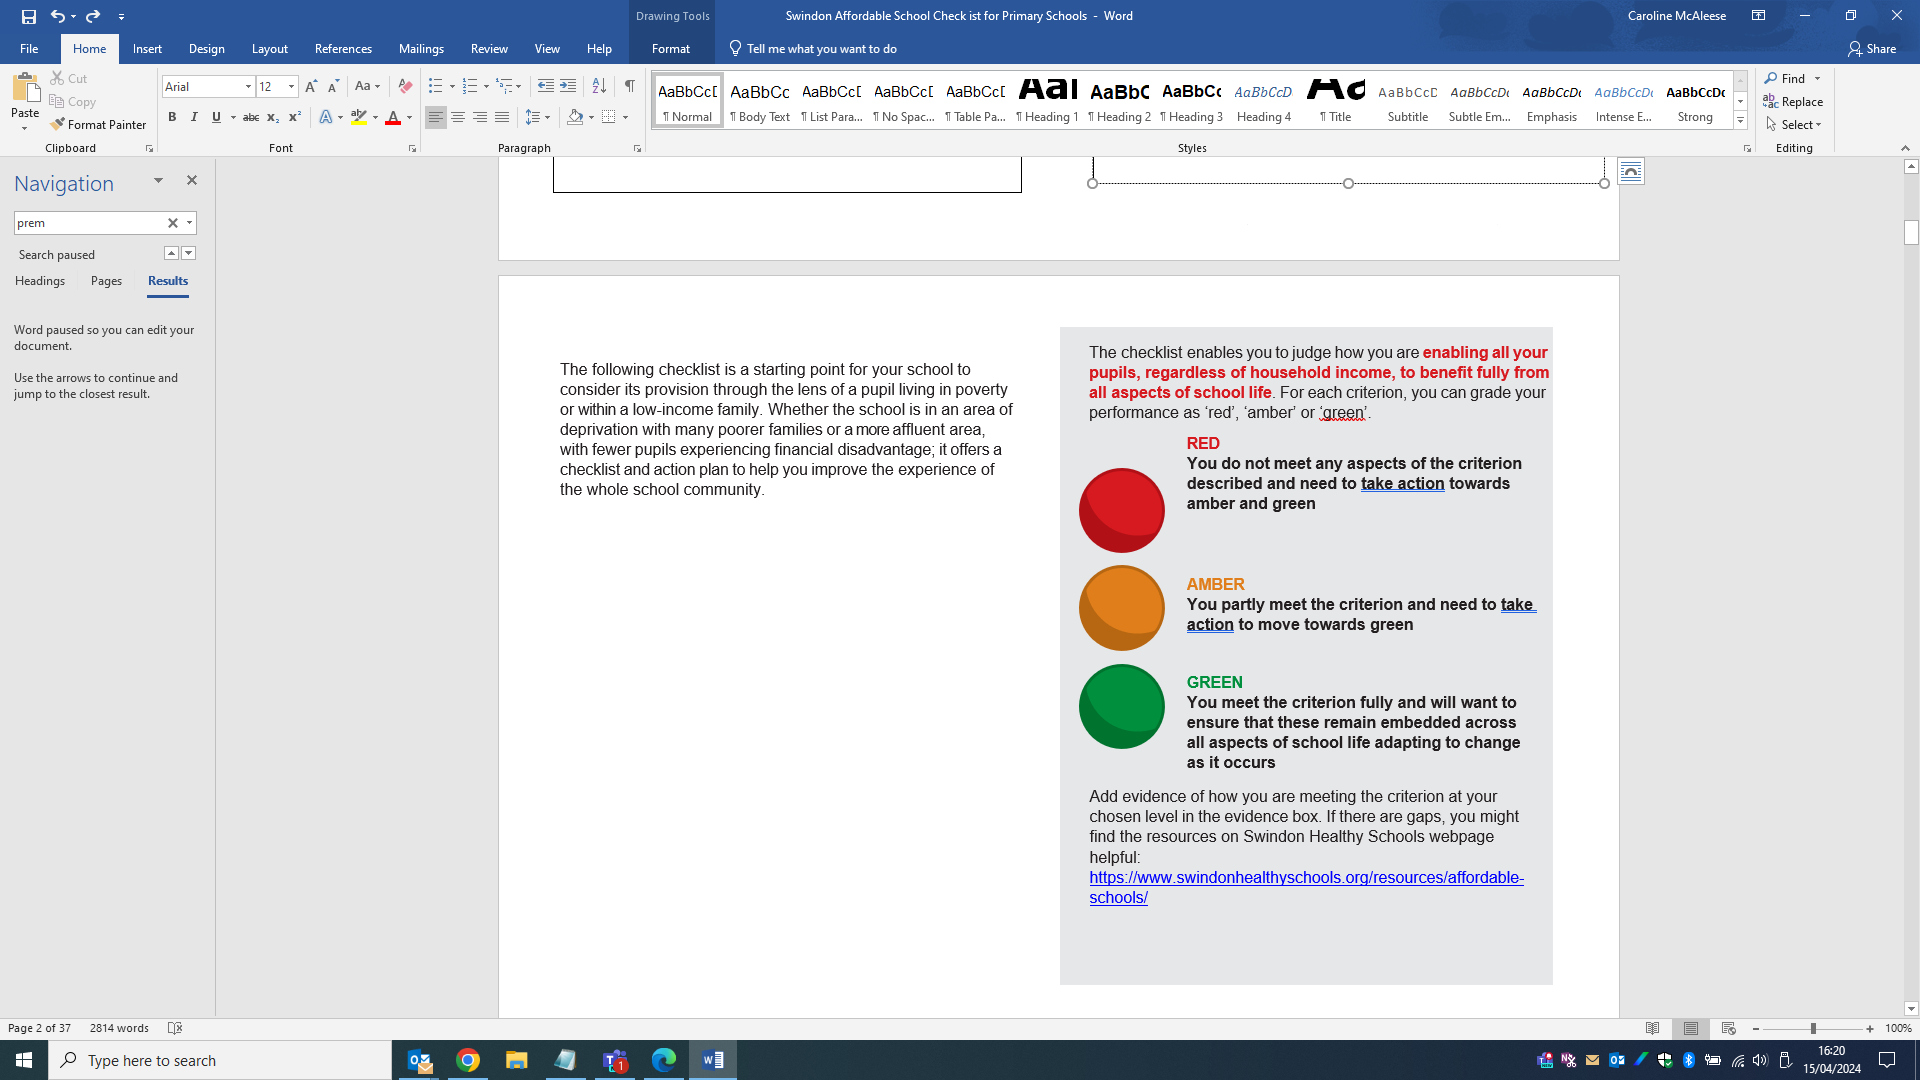 Drawing Tools
Swindon Affordable School Check ist for Primary Schools - Word
Caroline McAleese
File Home Insert Design Layout References Mailings Review View Help Format Tell me what you want to do Share
Paste
Cut
Copy
Format Painter
Clipboard
Arial 12
Font
Paragraph
AaBbCcD ¶ Normal
AaBbCc ¶ Body Text
AaBbCcD ¶ List Para...
AaBbCcD ¶ No Spac...
AaBbCcD ¶ Table Pa...
AaI ¶ Heading 1
AaBbC ¶ Heading 2
AaBbCc ¶ Heading 3
AaBbCcD Heading 4
AaC ¶ Title
AaBbCcD Subtitle
AaBbCcDc Subtle Em...
AaBbCcDc Emphasis
AaBbCcDc Intense E...
AaBbCcDc Strong
Styles
Find
Replace
Select
Editing
Navigation
prem
Search paused
Headings Pages Results
Word paused so you can edit your
document.
Use the arrows to continue and
jump to the closest result.
The following checklist is a starting point for your school to
consider its provision through the lens of a pupil living in poverty
or within a low-income family. Whether the school is in an area of
deprivation with many poorer families or a more affluent area,
with fewer pupils experiencing financial disadvantage; it offers a
checklist and action plan to help you improve the experience of
the whole school community.
The checklist enables you to judge how you are enabling all your
pupils, regardless of household income, to benefit fully from
all aspects of school life. For each criterion, you can grade your
performance as ‘red’, ‘amber’ or ‘green’.
RED
You do not meet any aspects of the criterion
described and need to take action towards
amber and green
AMBER
You partly meet the criterion and need to take
action to move towards green
GREEN
You meet the criterion fully and will want to
ensure that these remain embedded across
all aspects of school life adapting to change
as it occurs
Add evidence of how you are meeting the criterion at your
chosen level in the evidence box. If there are gaps, you might
find the resources on Swindon Healthy Schools webpage
helpful:
https://www.swindonhealthyschools.org/resources/affordable-
schools/
Page 2 of 37 2814 words
100%
Type here to search
1
16:20
15/04/2024